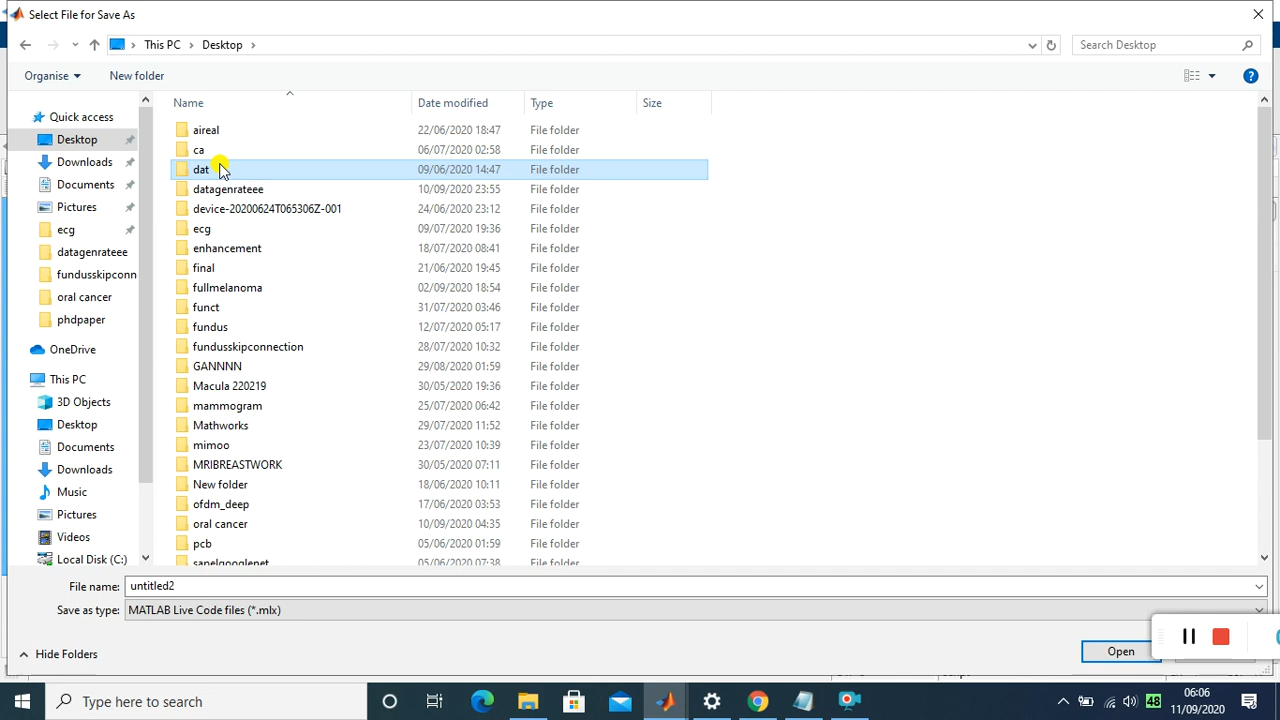 Select File for Save As
This PC Desktop
Search Desktop
Organise
New folder
Name Date modified Type Size
Quick access
Desktop
Downloads
Documents
Pictures
ecg
datagenrateee
fundusskipconn
oral cancer
phdpaper
OneDrive
This PC
3D Objects
Desktop
Documents
Downloads
Music
Pictures
Videos
Local Disk (C:)
aireal 22/06/2020 18:47 File folder
ca 06/07/2020 02:58 File folder
dat 09/06/2020 14:47 File folder
datagenrateee 10/09/2020 23:55 File folder
device-20200624T065306Z-001 24/06/2020 23:12 File folder
ecg 09/07/2020 19:36 File folder
enhancement 18/07/2020 08:41 File folder
final 21/06/2020 19:45 File folder
fullmelanoma 02/09/2020 18:54 File folder
funct 31/07/2020 03:46 File folder
fundus 12/07/2020 05:17 File folder
fundusskipconnection 28/07/2020 10:32 File folder
GANNNN 29/08/2020 01:59 File folder
Macula 220219 30/05/2020 19:36 File folder
mammogram 25/07/2020 06:42 File folder
Mathworks 29/07/2020 11:52 File folder
mimoo 23/07/2020 10:39 File folder
MRIBREASTWORK 30/05/2020 07:11 File folder
New folder 18/06/2020 10:11 File folder
ofdm_deep 17/06/2020 03:53 File folder
oral cancer 10/09/2020 04:35 File folder
pcb 05/06/2020 01:59 File folder
sanelgooglenet 05/06/2020 07:38 File folder
File name: untitled2
Save as type: MATLAB Live Code files (*.mlx)
Hide Folders
Open
Type here to search
48
06:06
11/09/2020